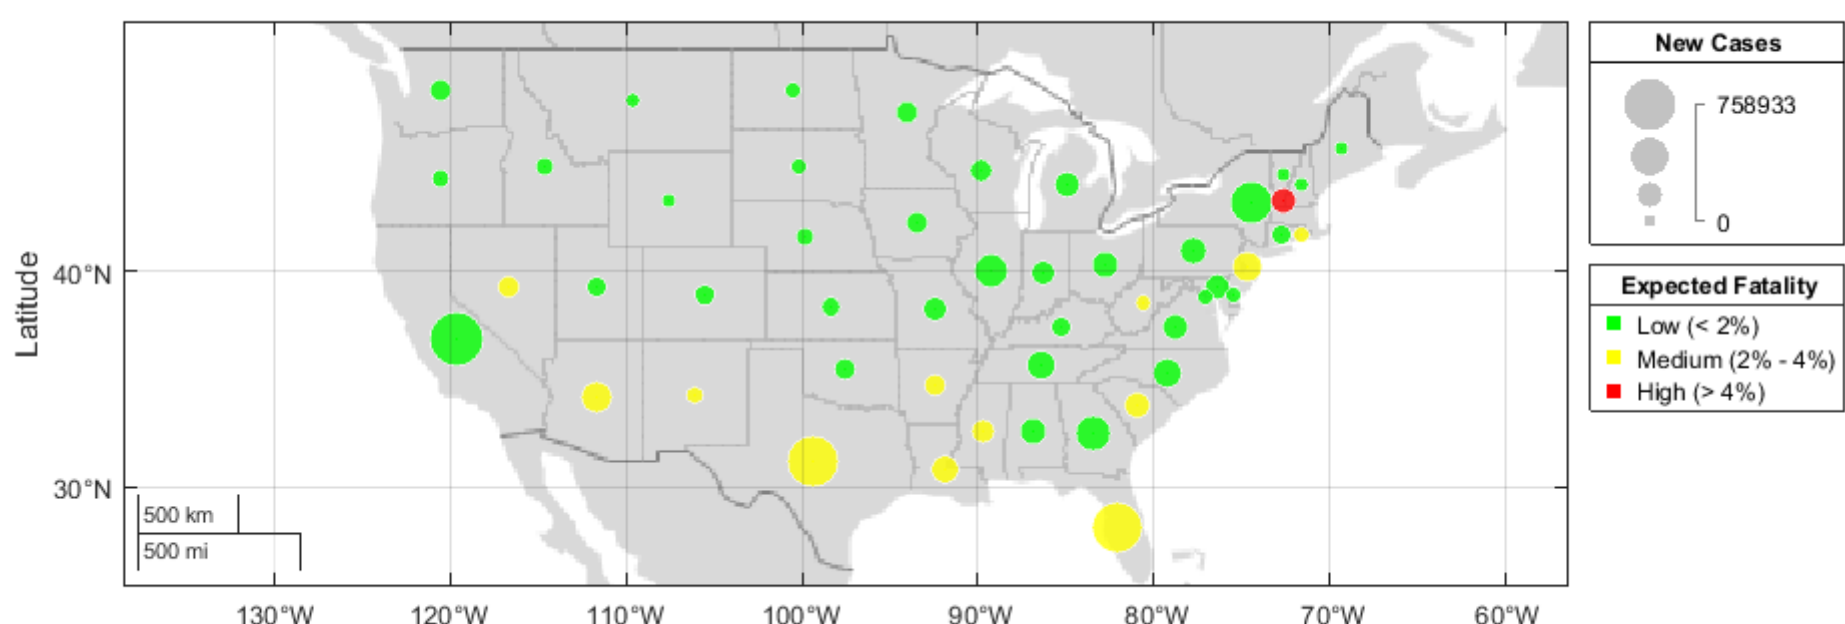 New Cases
758933
0
Expected Fatality
Low (< 2%)
Medium (2% - 4%)
High (> 4%)
Latitude
40°N
30°N
500 km
500 mi
130°W
120°W
110°W
100°W
90°W
80°W
70°W
60°W